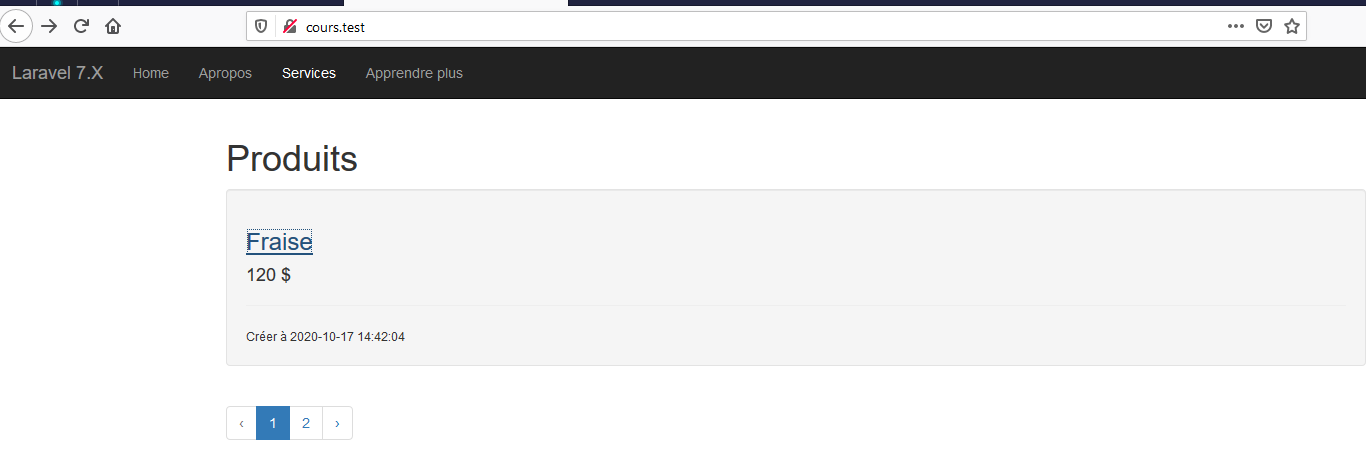 cours.test
Laravel 7.X Home Apropos Services Apprendre plus
Produits
Fraise
120 $
Créer à 2020-10-17 14:42:04
‹ 1 2 ›